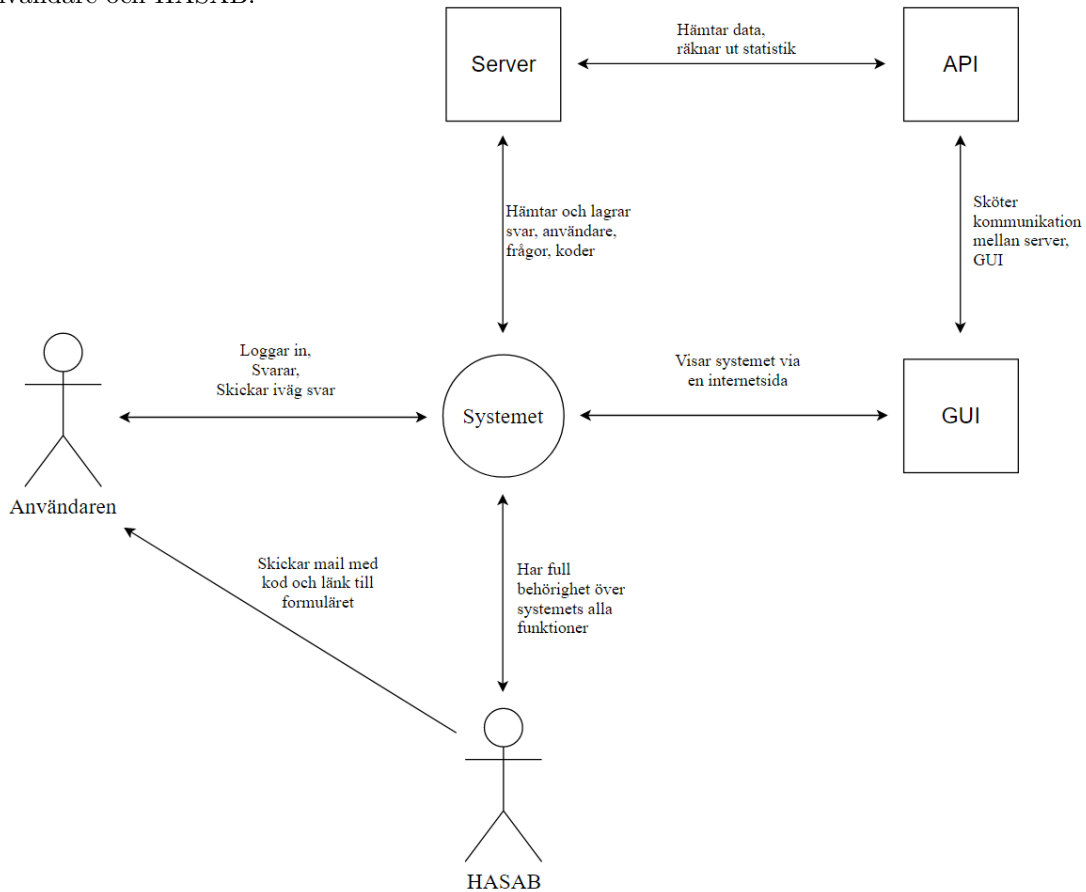 och HASAB.
Hämtar data,
räknar ut statistik
Server
API
Hämtar och lagrar
svar, användare,
frågor, koder
Sköter
kommunikation
mellan server,
GUI
Loggar in,
Svarar,
Skickar iväg svar
Visar systemet via
en internetsida
Systemet
GUI
Användaren
Skickar mail med
kod och länk till
formuläret
Har full
behörighet över
systemets alla
funktioner
HASAB